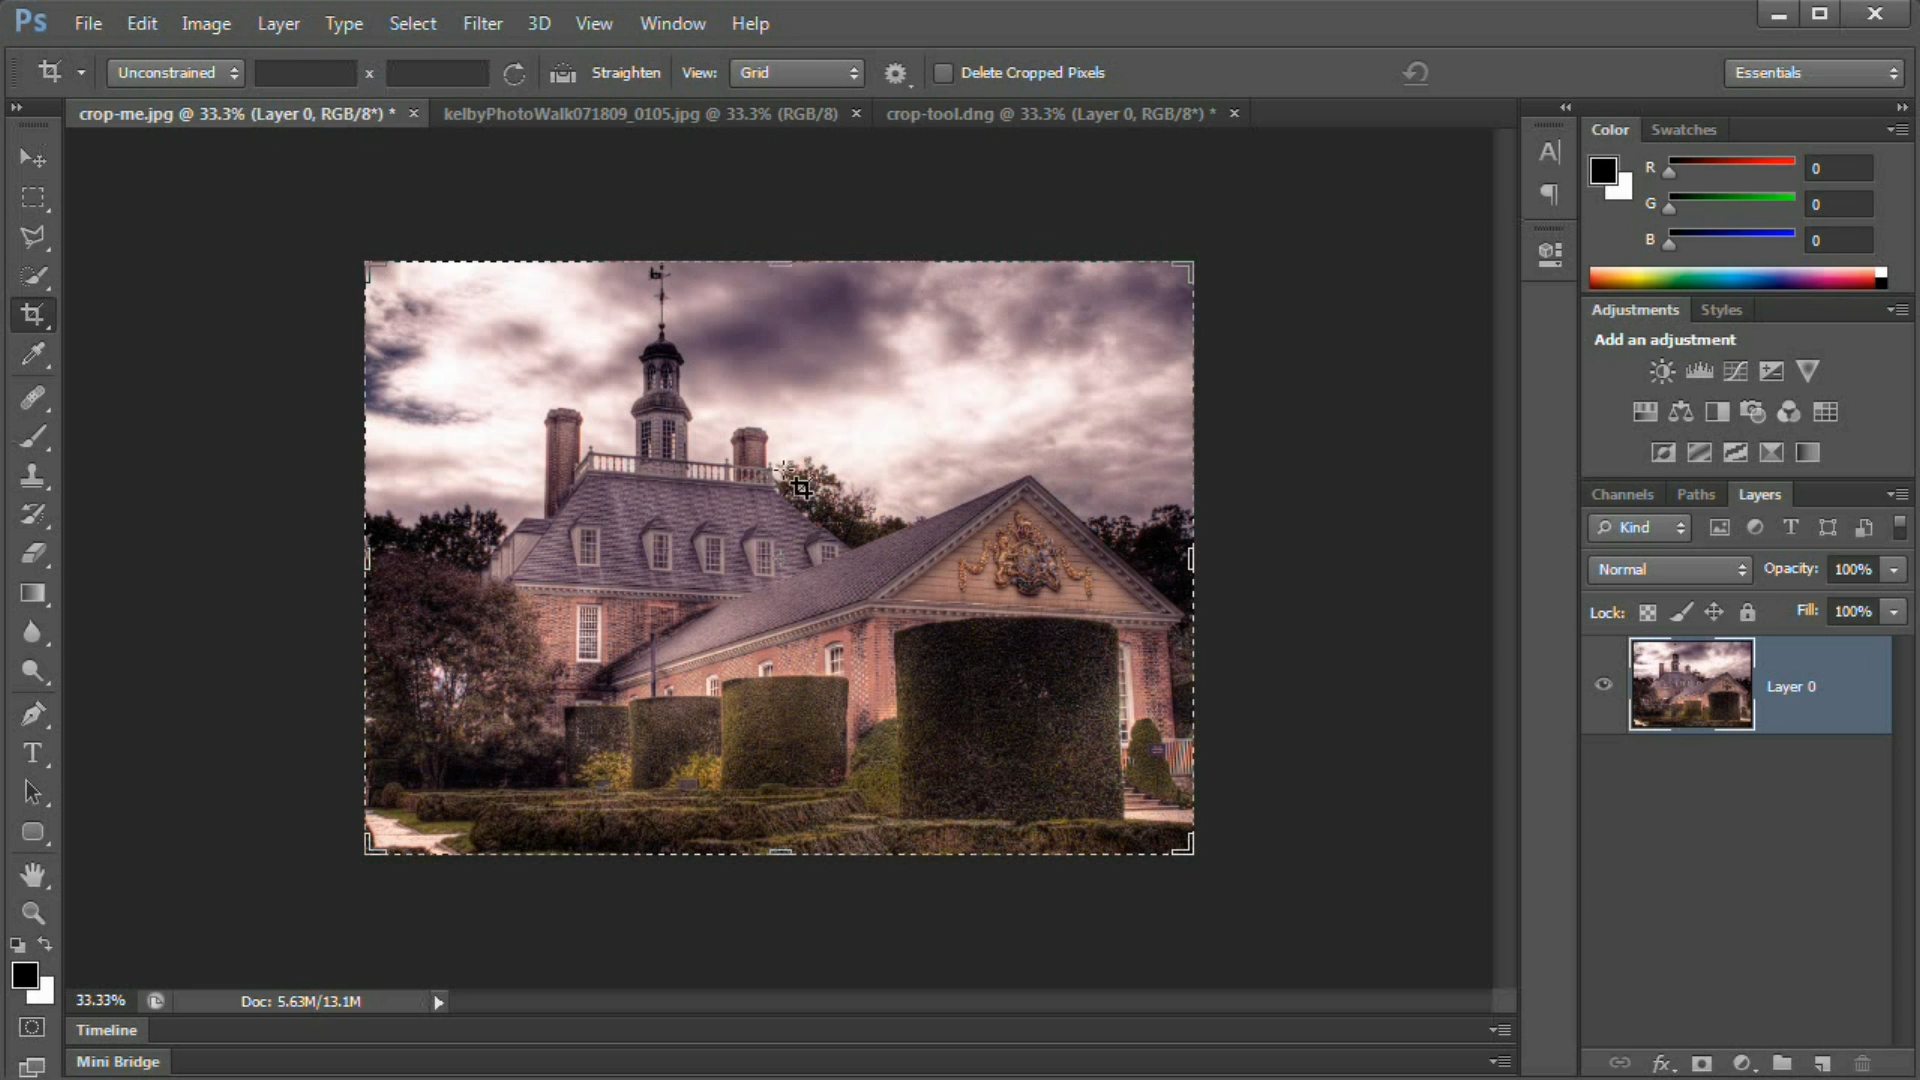 Ps File Edit Image Layer Type Select Filter 3D View Window Help
Unconstrained x Straighten View: Grid Delete Cropped Pixels Essentials
crop-me.jpg @ 33.3% (Layer 0, RGB/8*) * × kelbyPhotoWalk071809_0105.jpg @ 33.3% (RGB/8) × crop-tool.dng @ 33.3% (Layer 0, RGB/8*) * ×
Color Swatches
R 0
G 0
B 0
Adjustments Styles
Add an adjustment
Channels Paths Layers
Kind
Normal Opacity: 100%
Lock: Fill: 100%
Layer 0
33.33% Doc: 5.63M/13.1M
Timeline
Mini Bridge